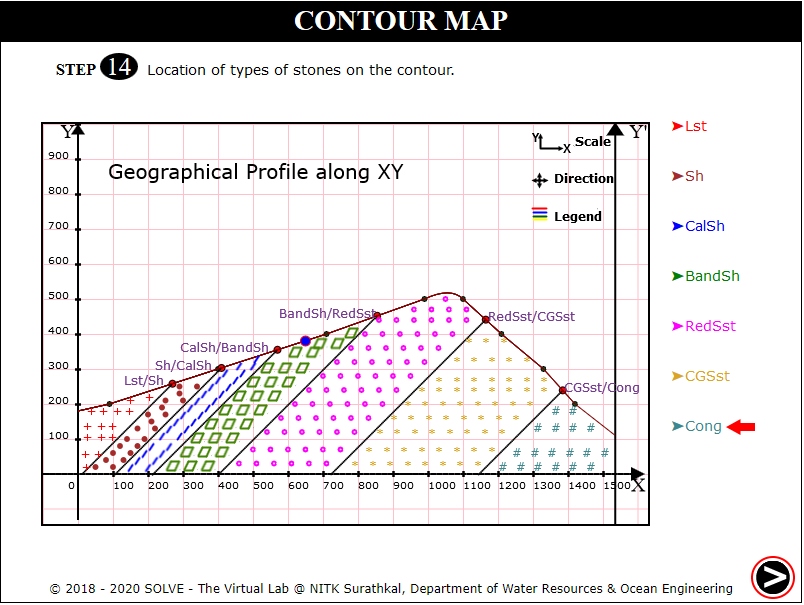 CONTOUR MAP
STEP 14 Location of types of stones on the contour.
Y
Y'
Y
X
Scale
Direction
Legend
Geographical Profile along XY
900
800
700
600
500
400
300
200
100
BandSh/RedSst
RedSst/CGSst
CalSh/BandSh
Sh/CalSh
Lst/Sh
CGSst/Cong
0 100 200 300 400 500 600 700 800 900 1000 1100 1200 1300 1400 1500
X
Lst
Sh
CalSh
BandSh
RedSst
CGSst
Cong
© 2018 - 2020 SOLVE - The Virtual Lab @ NITK Surathkal, Department of Water Resources & Ocean Engineering